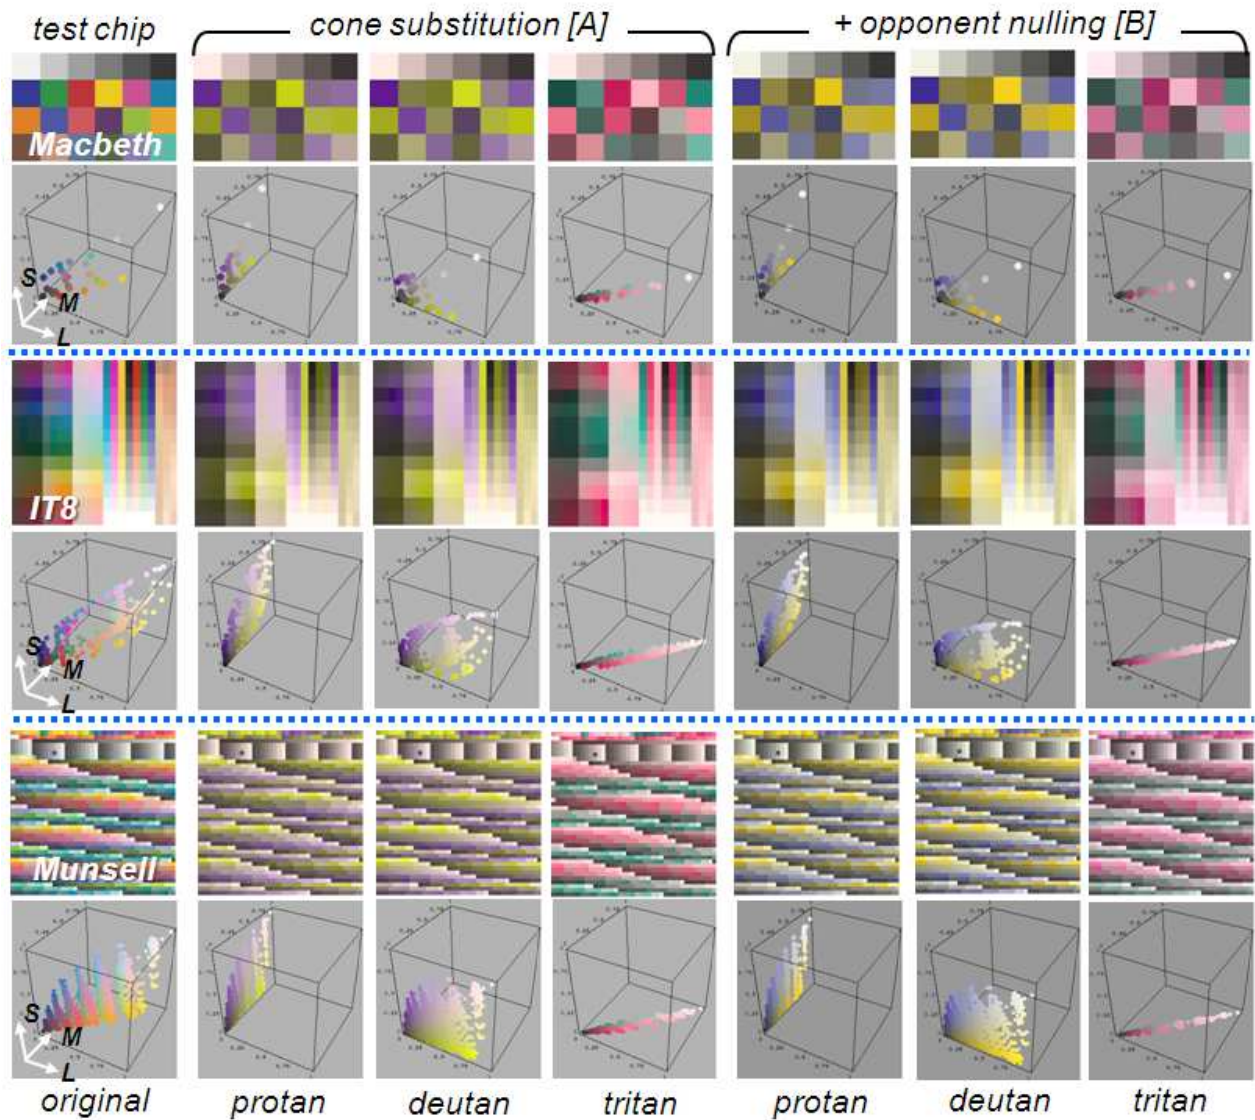 test chip cone substitution [A] + opponent nulling [B]
Macbeth
S
M
L
IT8
S
M
L
Munsell
S
M
L
original protan deutan tritan protan deutan tritan